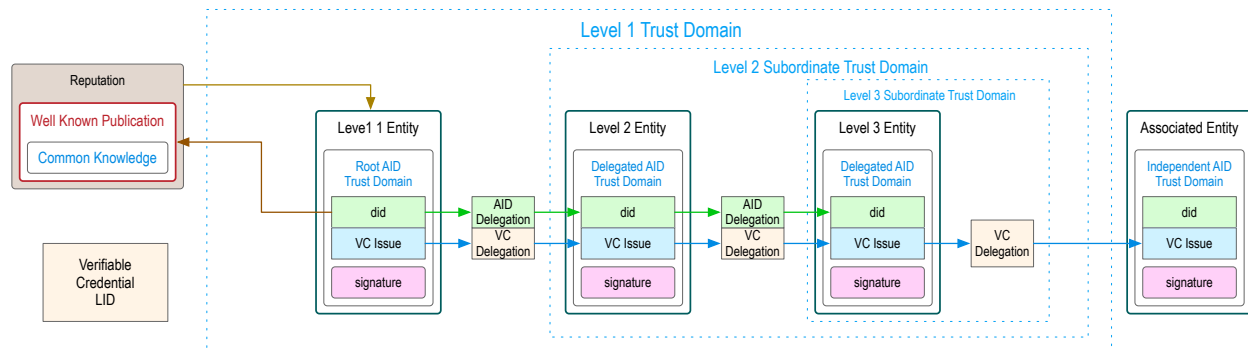 Level 1 Trust Domain
Level 2 Subordinate Trust Domain
Level 3 Subordinate Trust Domain
Reputation
Well Known Publication
Common Knowledge
Verifiable
Credential
LID
Leve1 1 Entity
Root AID
Trust Domain
did
VC Issue
signature
AID
Delegation
VC
Delegation
Level 2 Entity
Delegated AID
Trust Domain
did
VC Issue
signature
AID
Delegation
VC
Delegation
Level 3 Entity
Delegated AID
Trust Domain
did
VC Issue
signature
VC
Delegation
Associated Entity
Independent AID
Trust Domain
did
VC Issue
signature